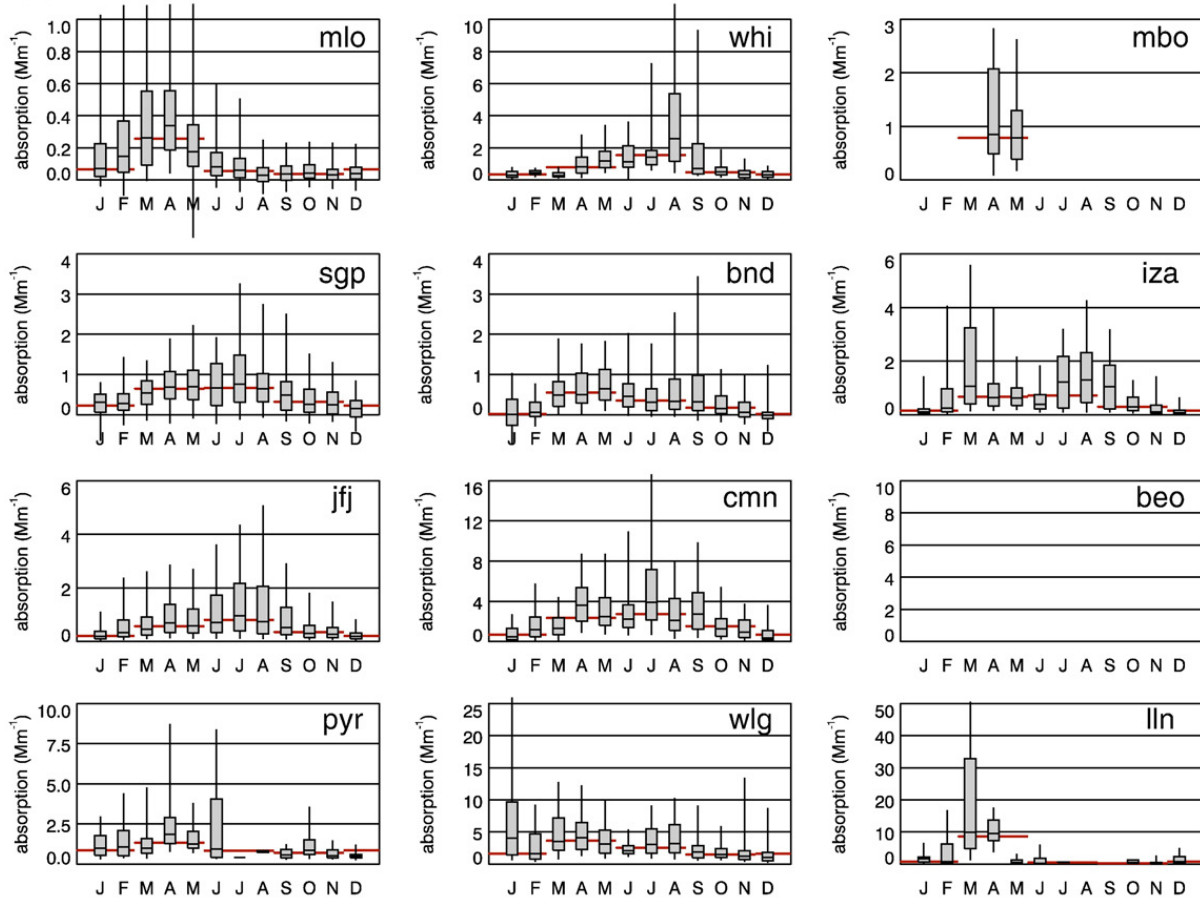 mlo
absorption (Mm⁻¹)
1.0
0.8
0.6
0.4
0.2
0.0
J F M A M J J A S O N D
whi
absorption (Mm⁻¹)
10
8
6
4
2
0
J F M A M J J A S O N D
mbo
absorption (Mm⁻¹)
3
2
1
0
J F M A M J J A S O N D
sgp
absorption (Mm⁻¹)
4
3
2
1
0
J F M A M J J A S O N D
bnd
absorption (Mm⁻¹)
4
3
2
1
0
J F M A M J J A S O N D
iza
absorption (Mm⁻¹)
6
4
2
0
J F M A M J J A S O N D
jfj
absorption (Mm⁻¹)
6
4
2
0
J F M A M J J A S O N D
cmn
absorption (Mm⁻¹)
16
12
8
4
0
J F M A M J J A S O N D
beo
absorption (Mm⁻¹)
10
8
6
4
2
0
J F M A M J J A S O N D
pyr
absorption (Mm⁻¹)
10.0
7.5
5.0
2.5
0.0
J F M A M J J A S O N D
wlg
absorption (Mm⁻¹)
25
20
15
10
5
0
J F M A M J J A S O N D
lln
absorption (Mm⁻¹)
50
40
30
20
10
0
J F M A M J J A S O N D